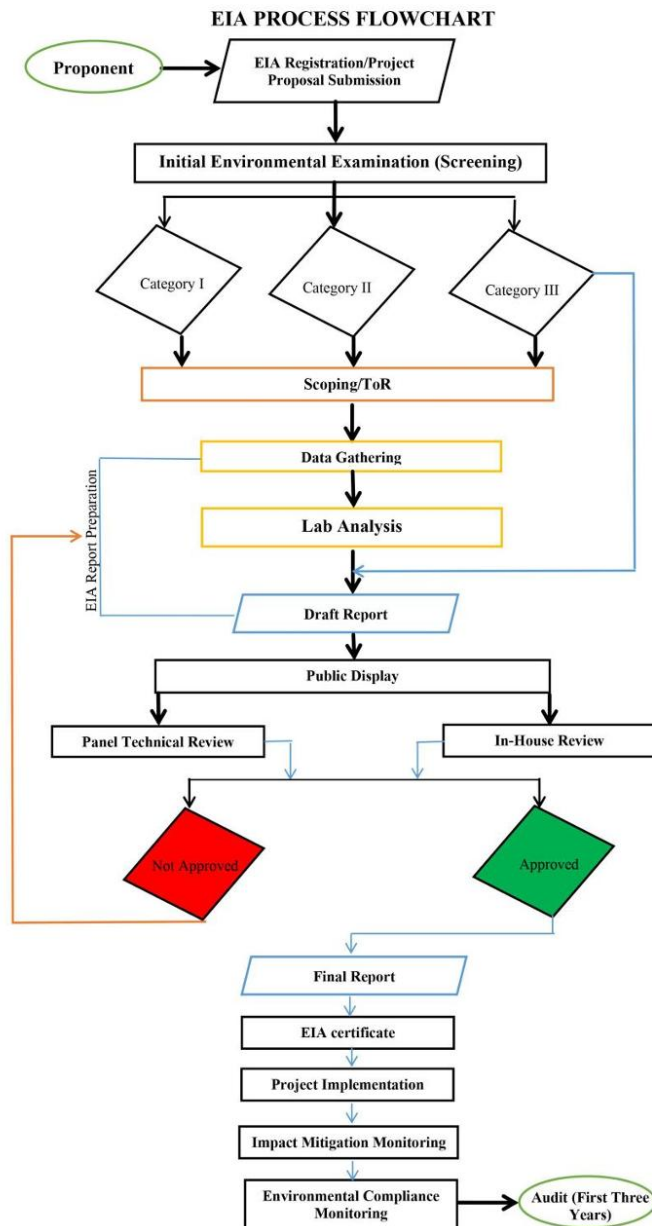 EIA PROCESS FLOWCHART
Proponent
EIA Registration/Project
Proposal Submission
Initial Environmental Examination (Screening)
Category I
Category II
Category III
Scoping/ToR
Data Gathering
EIA Report Preparation
Lab Analysis
Draft Report
Public Display
Panel Technical Review
In-House Review
Not Approved
Approved
Final Report
EIA certificate
Project Implementation
Impact Mitigation Monitoring
Environmental Compliance
Monitoring
Audit (First Three
Years)